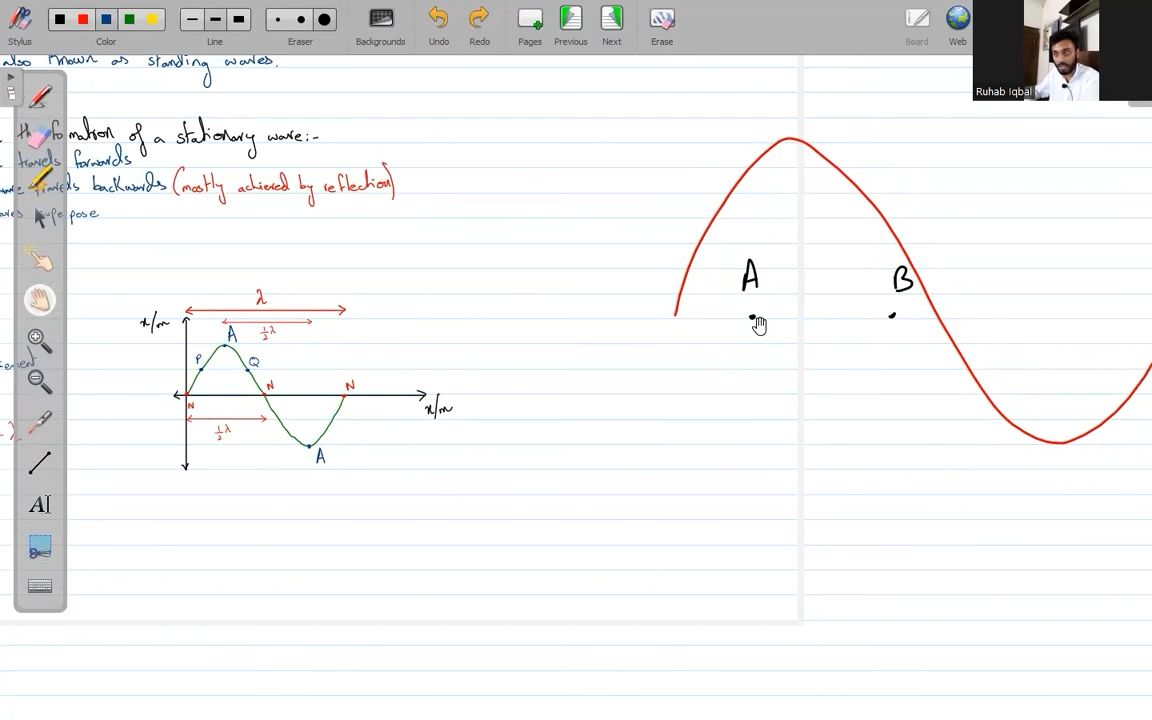 Stylus Color Line Eraser Backgrounds Undo Redo Pages Previous Next Erase Board Web
Ruhab Iqbal
also known as standing waves.
formation of a stationary wave:-
travels forwards
backwards (mostly achieved by reflection)
superpose
λ
x/m
½λ
A
P
Q
N
N
N
x/m
½λ
A
A
B
λ
AI